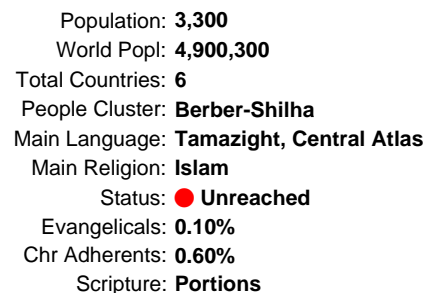 Population: 3,300
World Popl: 4,900,300
Total Countries: 6
People Cluster: Berber-Shilha
Main Language: Tamazight, Central Atlas
Main Religion: Islam
Status: Unreached
Evangelicals: 0.10%
Chr Adherents: 0.60%
Scripture: Portions